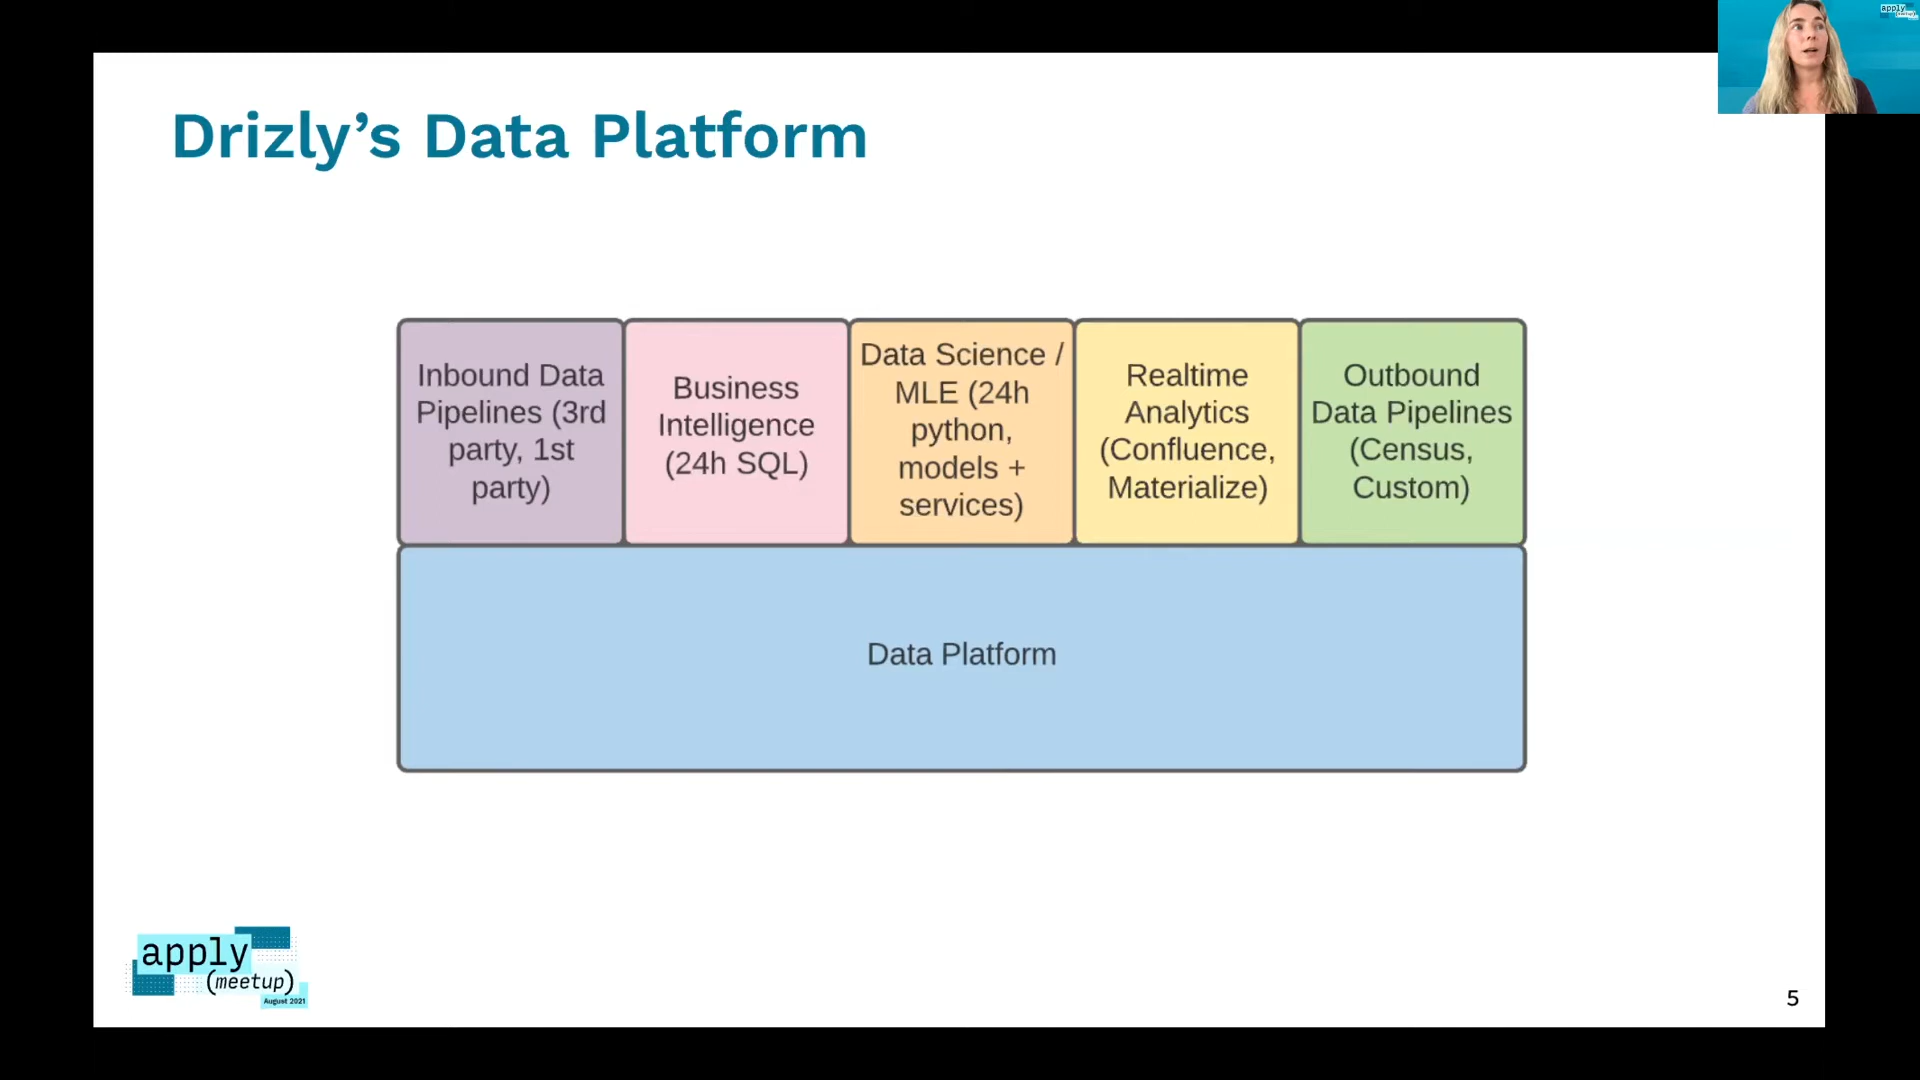 Drizly’s Data Platform
Inbound Data
Pipelines (3rd
party, 1st
party)
Business
Intelligence
(24h SQL)
Data Science /
MLE (24h
python,
models +
services)
Realtime
Analytics
(Confluence,
Materialize)
Outbound
Data Pipelines
(Census,
Custom)
Data Platform
apply
(meetup)
August 2021
5
apply